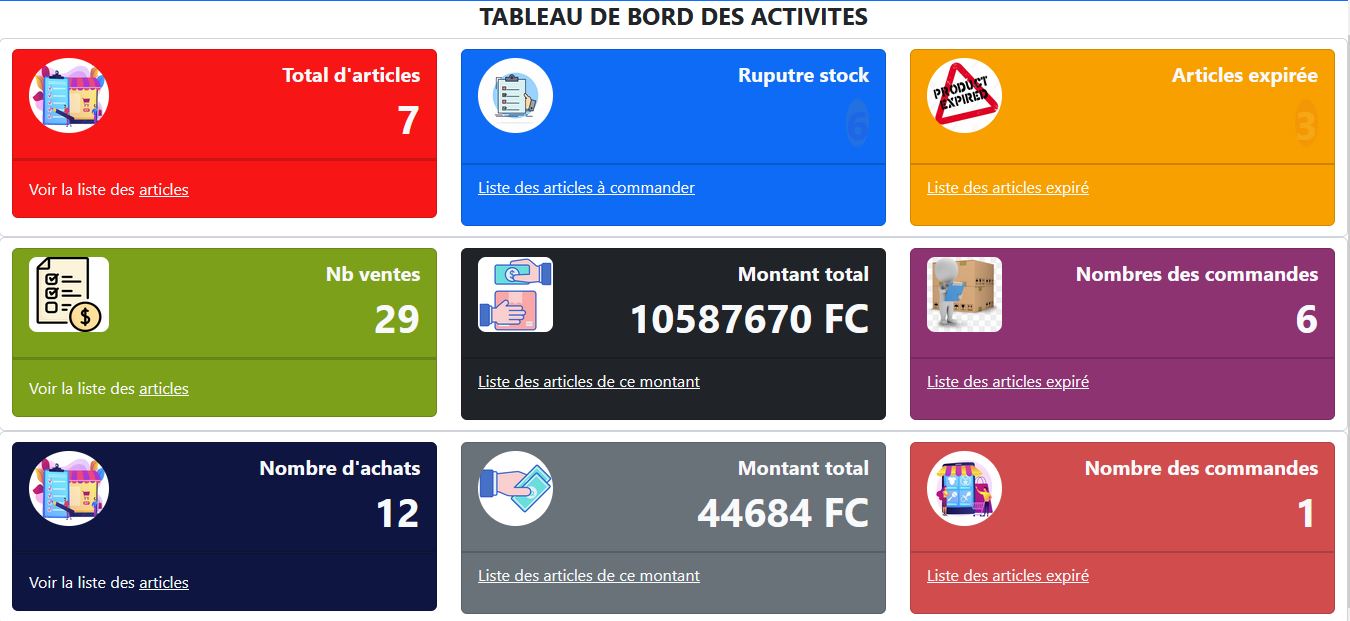 TABLEAU DE BORD DES ACTIVITES
Total d'articles
7
Voir la liste des articles
Ruputre stock
6
Liste des articles à commander
PRODUCT
EXPIRED
Articles expirée
3
Liste des articles expiré
Nb ventes
29
$
Voir la liste des articles
Montant total
10587670 FC
Liste des articles de ce montant
Nombres des commandes
6
Liste des articles expiré
Nombre d'achats
12
Voir la liste des articles
Montant total
44684 FC
Liste des articles de ce montant
Nombre des commandes
1
Liste des articles expiré